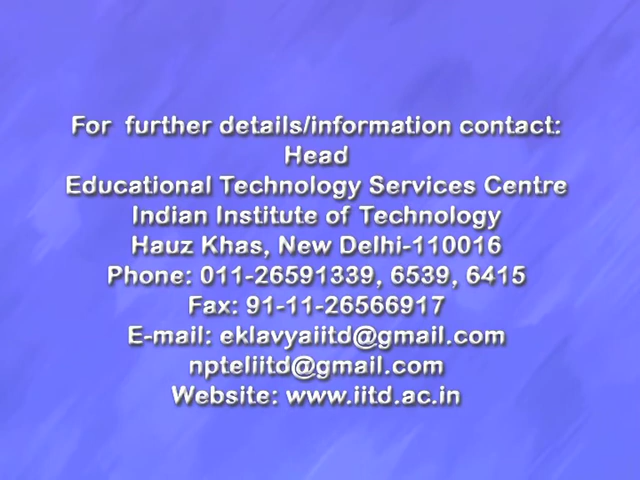 For further details/information contact:
Head
Educational Technology Services Centre
Indian Institute of Technology
Hauz Khas, New Delhi-110016
Phone: 011-26591339, 6539, 6415
Fax: 91-11-26566917
E-mail: eklavyaiitd@gmail.com
npteliitd@gmail.com
Website: www.iitd.ac.in